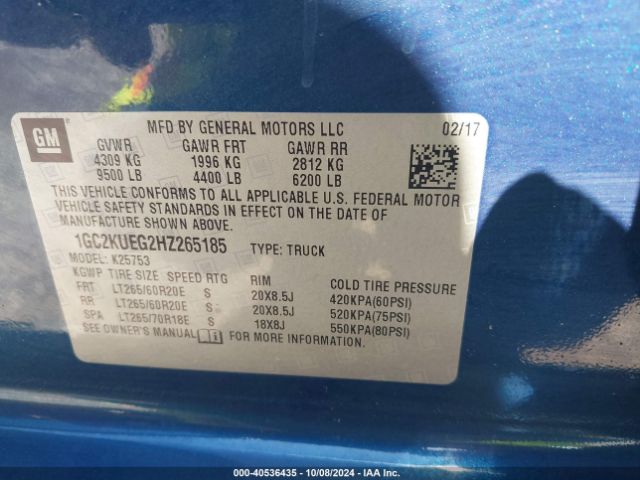 GM
MFD BY GENERAL MOTORS LLC 02/17
GVWR GAWR FRT GAWR RR
4309 KG 1996 KG 2812 KG
9500 LB 4400 LB 6200 LB
THIS VEHICLE CONFORMS TO ALL APPLICABLE U.S. FEDERAL MOTOR
VEHICLE SAFETY STANDARDS IN EFFECT ON THE DATE OF
1GC2KUEG2HZ265185 TYPE: TRUCK
MODEL: K25753
KGWP TIRE SIZE SPEED RTG RIM COLD TIRE PRESSURE
FRT LT265/60R20E S 20X8.5J 420KPA(60PSI)
RR LT265/60R20E S 20X8.5J 520KPA(75PSI)
SPA LT265/70R18E S 18X8J 550KPA(80PSI)
SEE OWNER'S MANUAL FOR MORE INFORMATION.
000-40536435 - 10/08/2024 - IAA Inc.